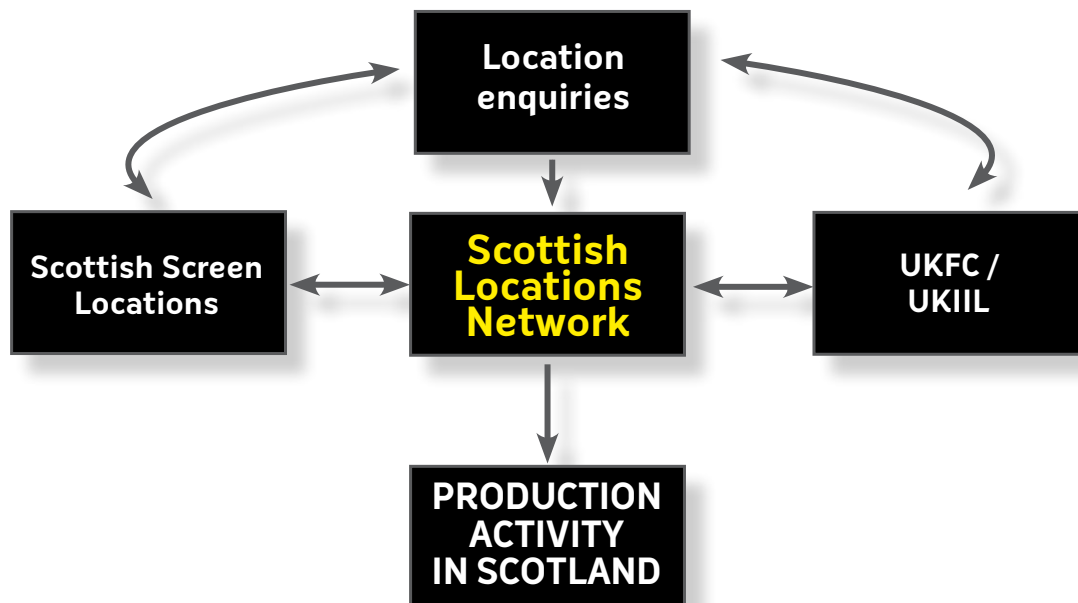 Location
enquiries
Scottish Screen
Locations
Scottish
Locations
Network
UKFC /
UKIIL
PRODUCTION
ACTIVITY
IN SCOTLAND